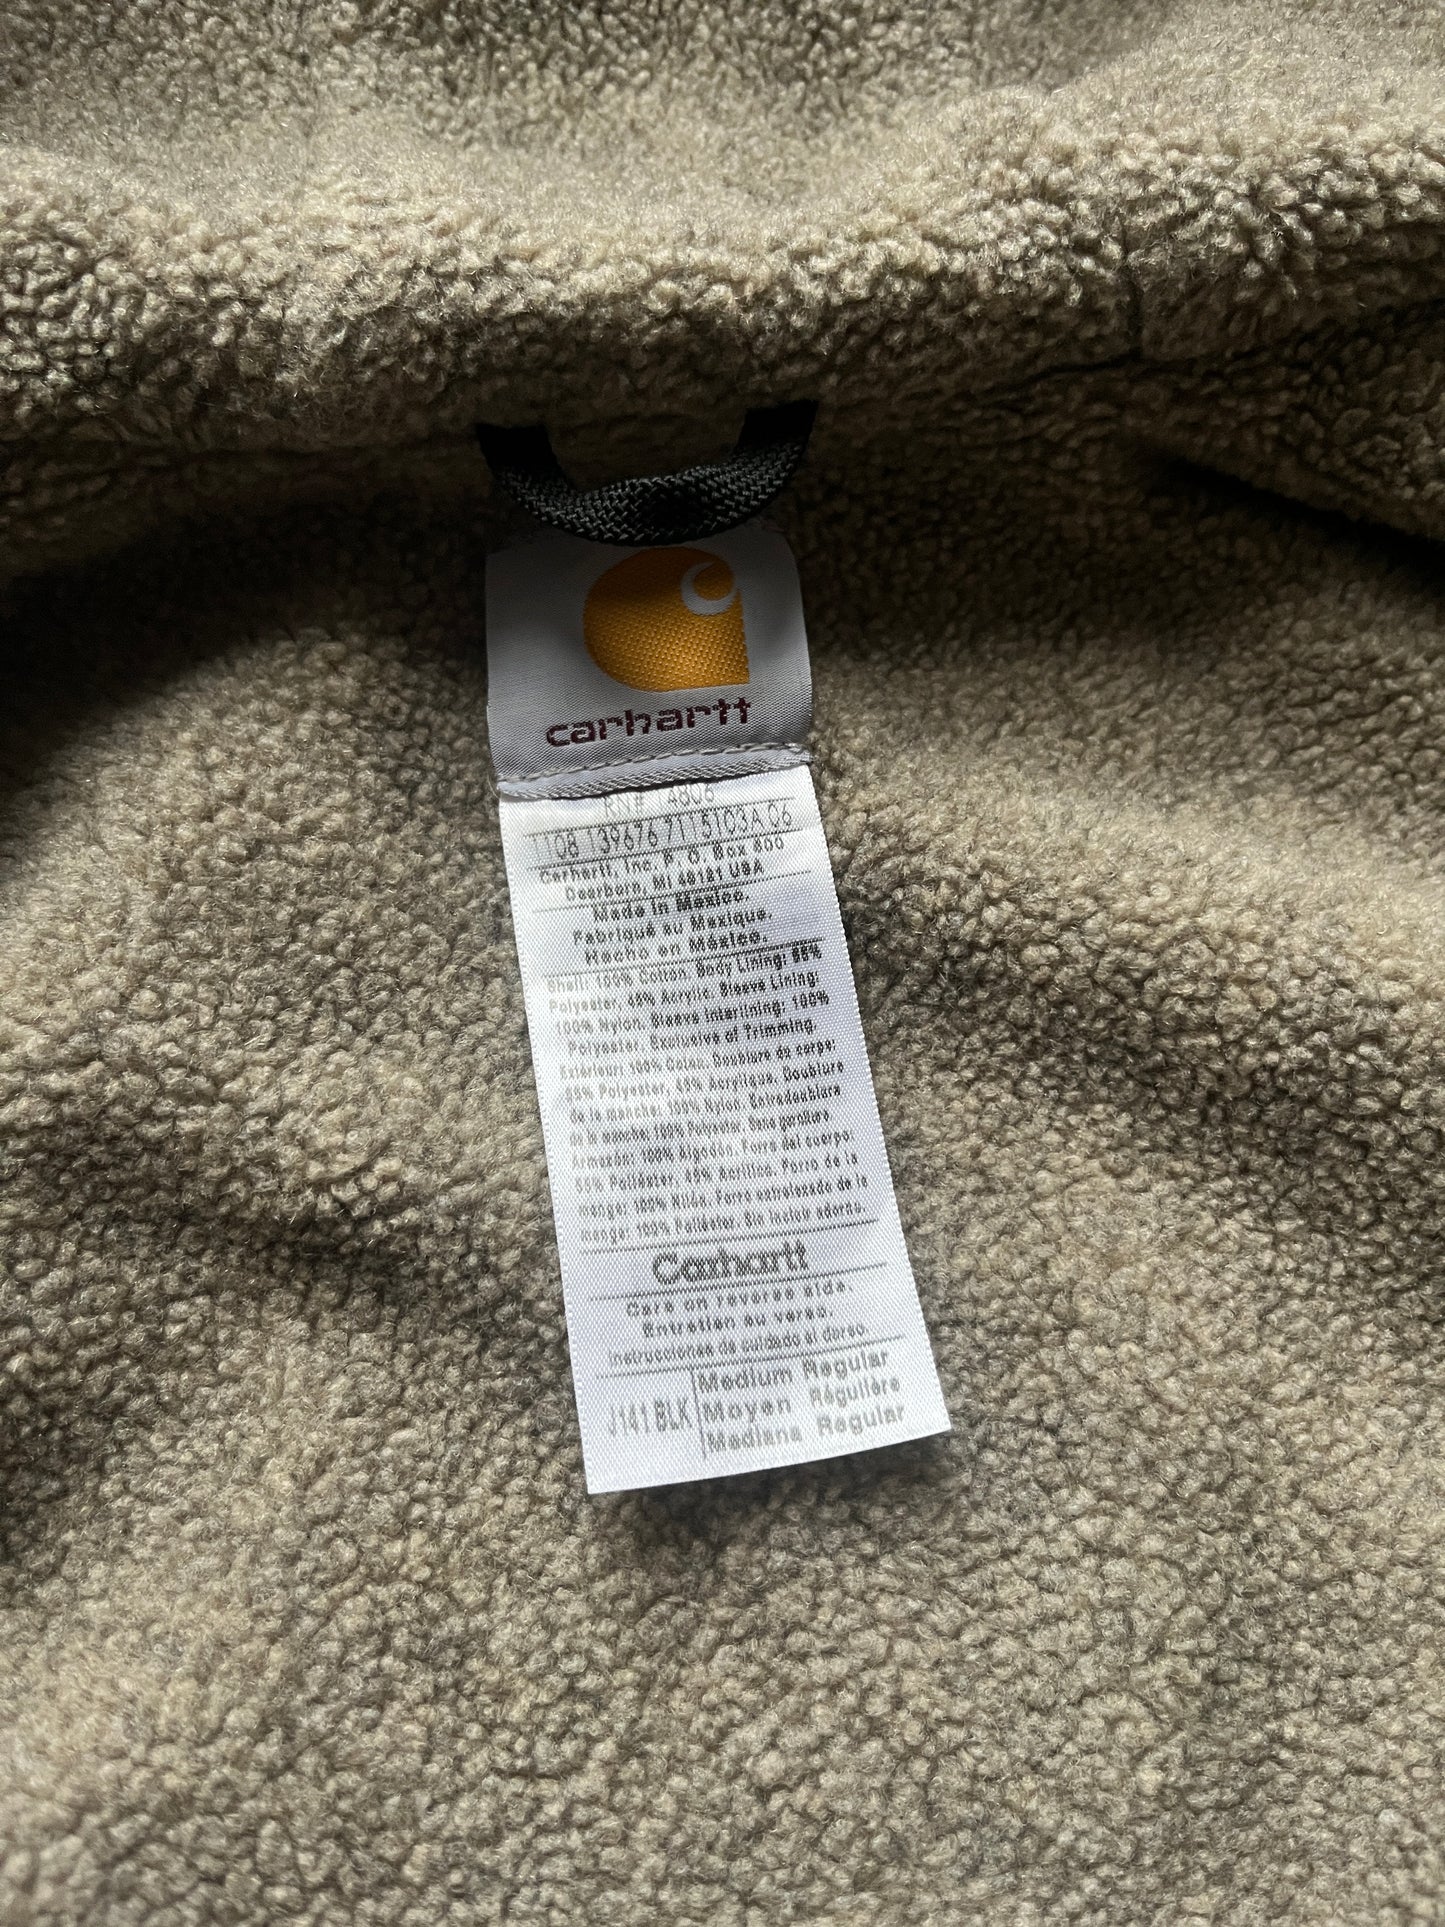 carhartt
RN# 4606
1108 139676 7115103A 06
Carhartt, Inc. P. O. Box 600
Dearborn, MI 48121 USA
Made in Mexico.
Fabriqué au Mexique.
Hecho en México.
Shell: 100% Cotton. Body Lining: 55%
Polyester, 45% Acrylic. Sleeve Lining:
100% Nylon. Sleeve Interlining: 100%
Polyester. Exclusive of Trimming.
Extérieur: 100% Coton. Doublure du corps:
55% Polyester, 45% Acrylique. Doublure
de la manche: 100% Nylon. Entredoublure
de la manche: 100% Polyester. Sans garniture
Armazón: 100% Algodón. Forro del cuerpo:
55% Poliéster, 45% Acrílico. Forro de la
manga: 100% Nilón. Forro entrelazado de la
manga: 100% Poliéster. Sin incluir adorno.
Carhartt
Care on reverse side.
Entretien au verso.
Instrucciones de cuidado al dorso.
J141 BLK
Medium Regular
Moyen Régulière
Mediana Regular